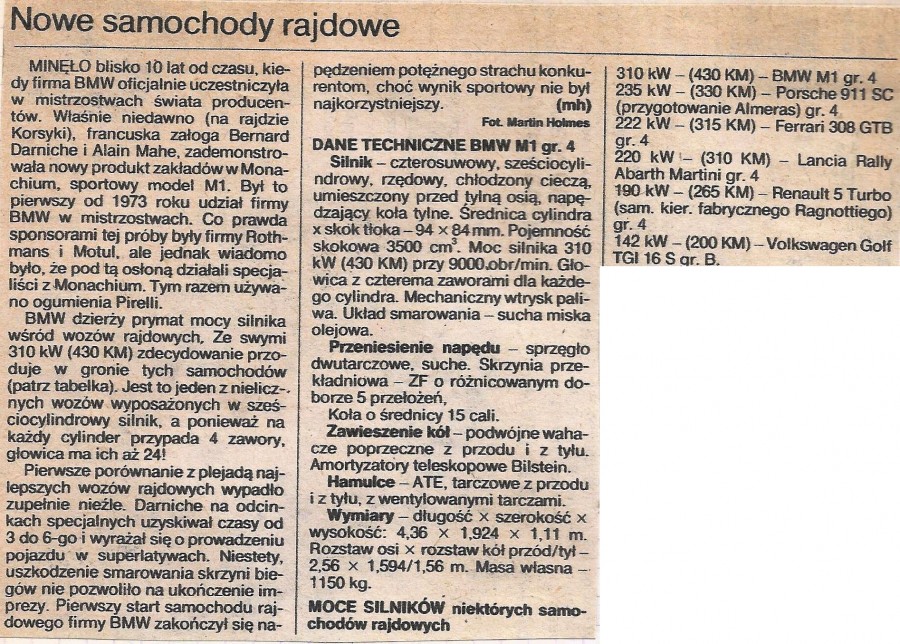 Nowe samochody rajdowe
MINĘŁO blisko 10 lat od czasu, kie-
dy firma BMW oficjalnie uczestniczyła
w mistrzostwach świata producen-
tów. Właśnie niedawno (na rajdzie
Korsyki), francuska załoga Bernard
Darniche i Alain Mahe, zademonstro-
wała nowy produkt zakładów w Mona-
chium, sportowy model M1. Był to
pierwszy od 1973 roku udział firmy
BMW w mistrzostwach. Co prawda
sponsorami tej próby były firmy Roth-
mans i Motul, ale jednak wiadomo
było, że pod tą osłoną działali specja-
liści z Monachium. Tym razem używa-
no ogumienia Pirelli.
BMW dzierży prymat mocy silnika
wśród wozów rajdowych, Ze swymi
310 kW (430 KM) zdecydowanie przo-
duje w gronie tych samochodów
(patrz tabelka). Jest to jeden z nielicz-
nych wozów wyposażonych w sześ-
ciocylindrowy silnik, a ponieważ na
każdy cylinder przypada 4 zawory,
głowica ma ich aż 24!
Pierwsze porównanie z plejadą naj-
lepszych wozów rajdowych wypadło
zupełnie nieźle. Darniche na odcin-
kach specjalnych uzyskiwał czasy od
3 do 6-go i wyrażał się o prowadzeniu
pojazdu w superlatywach. Niestety,
uszkodzenie smarowania skrzyni bie-
gów nie pozwoliło na ukończenie im-
prezy. Pierwszy start samochodu raj-
dowego firmy BMW zakończył się na-
pędzeniem potężnego strachu konku-
rentom, choć wynik sportowy nie był
najkorzystniejszy. (mh)
Fot. Martin Holmes
DANE TECHNICZNE BMW M1 gr. 4
Silnik – czterosuwowy, sześciocyli-
ndrowy, rzędowy, chłodzony cieczą,
umieszczony przed tylną osią, napę-
dzający koła tylne. Średnica cylindra
x skok tłoka – 94 × 84 mm. Pojemność
skokowa 3500 cm³. Moc silnika 310
kW (430 KM) przy 9000 obr/min. Gło-
wica z czterema zaworami dla każde-
go cylindra. Mechaniczny wtrysk pali-
wa. Układ smarowania – sucha miska
olejowa.
Przeniesienie napędu – sprzęgło
dwutarczowe, suche. Skrzynia prze-
kładniowa – ZF o różnicowanym do-
borze 5 przełożeń,
Koła o średnicy 15 cali.
Zawieszenie kół – podwójne waha-
cze poprzeczne z przodu i z tyłu.
Amortyzatory teleskopowe Bilstein.
Hamulce – ATE, tarczowe z przodu
i z tyłu, z wentylowanymi tarczami.
Wymiary – długość × szerokość ×
wysokość: 4,36 × 1,924 × 1,11 m.
Rozstaw osi × rozstaw kół przód/tył –
2,56 × 1,594/1,56 m. Masa własna –
1150 kg.
MOCE SILNIKÓW niektórych samo-
chodów rajdowych
310 kW – (430 KM) – BMW M1 gr. 4
235 kW – (330 KM) – Porsche 911 SC
(przygotowanie Almeras) gr. 4
222 kW – (315 KM) – Ferrari 308 GTB
gr. 4
220 kW – (310 KM) – Lancia Rally
Abarth Martini gr. 4
190 kW – (265 KM) – Renault 5 Turbo
(sam. kier. fabrycznego Ragnottiego)
gr. 4
142 kW – (200 KM) – Volkswagen Golf
TGI 16 S gr. B.